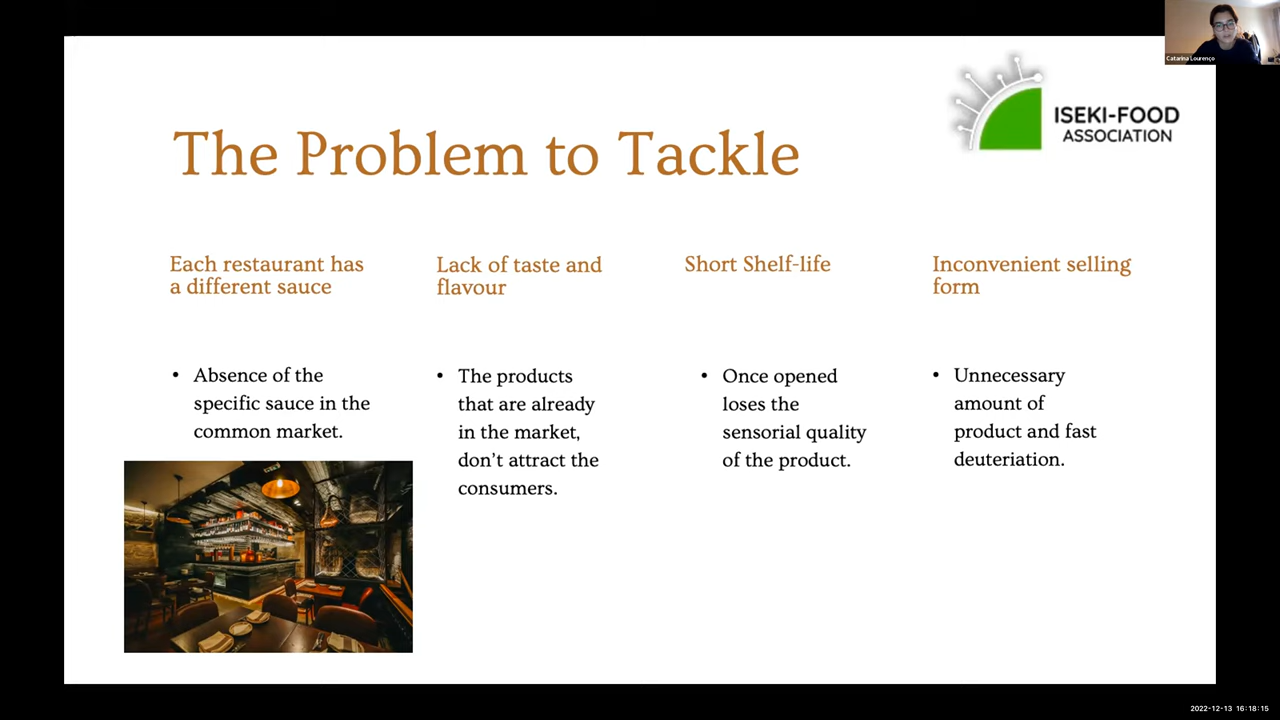 Catarina Lourenço
ISEKI-FOOD
ASSOCIATION
The Problem to Tackle
Each restaurant has
a different sauce
Lack of taste and
flavour
Short Shelf-life
Inconvenient selling
form
• Absence of the
specific sauce in the
common market.
• The products
that are already
in the market,
don’t attract the
consumers.
• Once opened
loses the
sensorial quality
of the product.
• Unnecessary
amount of
product and fast
deuteriation.
2022-12-13 16:18:15